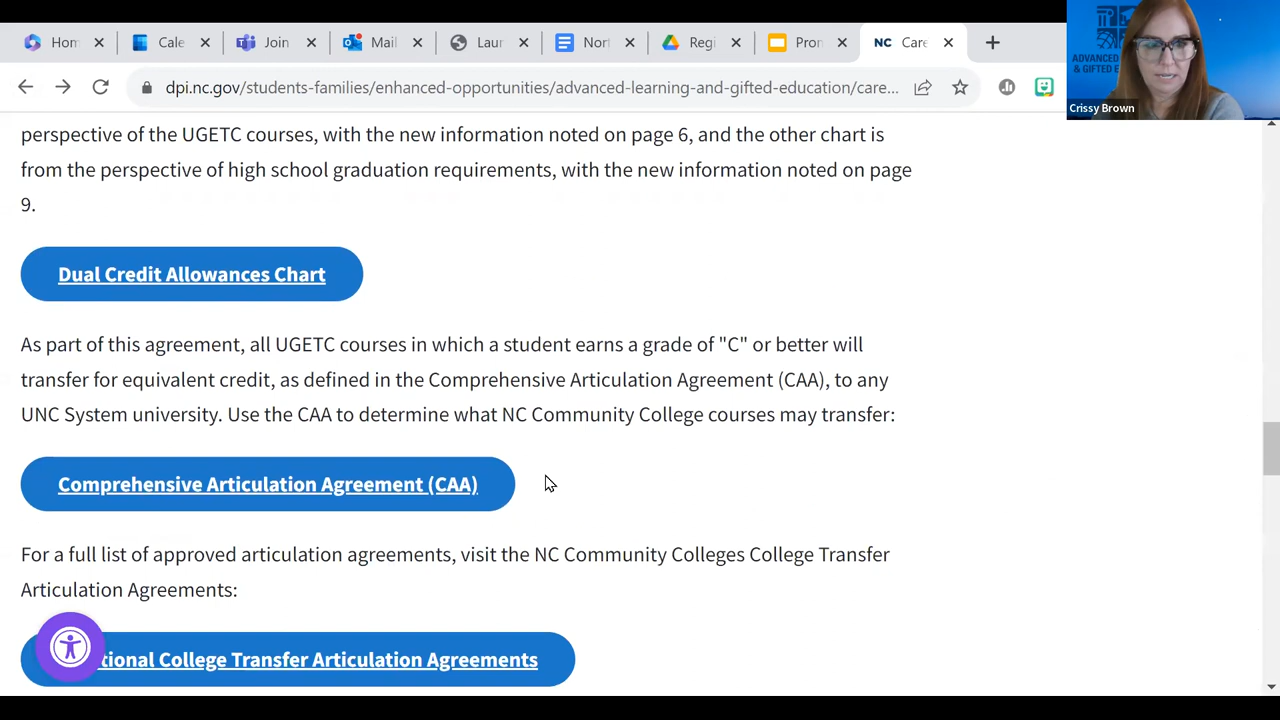 Hom
Cale
Join
Mail
Laur
Nort
Regi
Pron
NC Care
dpi.nc.gov/students-families/enhanced-opportunities/advanced-learning-and-gifted-education/care...
ADVANCED
& GIFTED E
Crissy Brown
perspective of the UGETC courses, with the new information noted on page 6, and the other chart is
from the perspective of high school graduation requirements, with the new information noted on page
9.
Dual Credit Allowances Chart
As part of this agreement, all UGETC courses in which a student earns a grade of "C" or better will
transfer for equivalent credit, as defined in the Comprehensive Articulation Agreement (CAA), to any
UNC System university. Use the CAA to determine what NC Community College courses may transfer:
Comprehensive Articulation Agreement (CAA)
For a full list of approved articulation agreements, visit the NC Community Colleges College Transfer
Articulation Agreements:
tional College Transfer Articulation Agreements